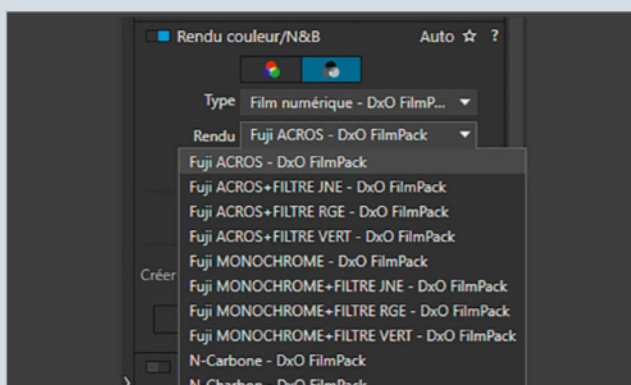 Rendu couleur/N&B Auto ☆ ?
Type Film numérique - DxO FilmP...
Rendu Fuji ACROS - DxO FilmPack
Fuji ACROS - DxO FilmPack
Fuji ACROS+FILTRE JNE - DxO FilmPack
Fuji ACROS+FILTRE RGE - DxO FilmPack
Fuji ACROS+FILTRE VERT - DxO FilmPack
Fuji MONOCHROME - DxO FilmPack
Créer
Fuji MONOCHROME+FILTRE JNE - DxO FilmPack
Fuji MONOCHROME+FILTRE RGE - DxO FilmPack
Fuji MONOCHROME+FILTRE VERT - DxO FilmPack
N-Carbone - DxO FilmPack
N-Charbon - DxO FilmPack